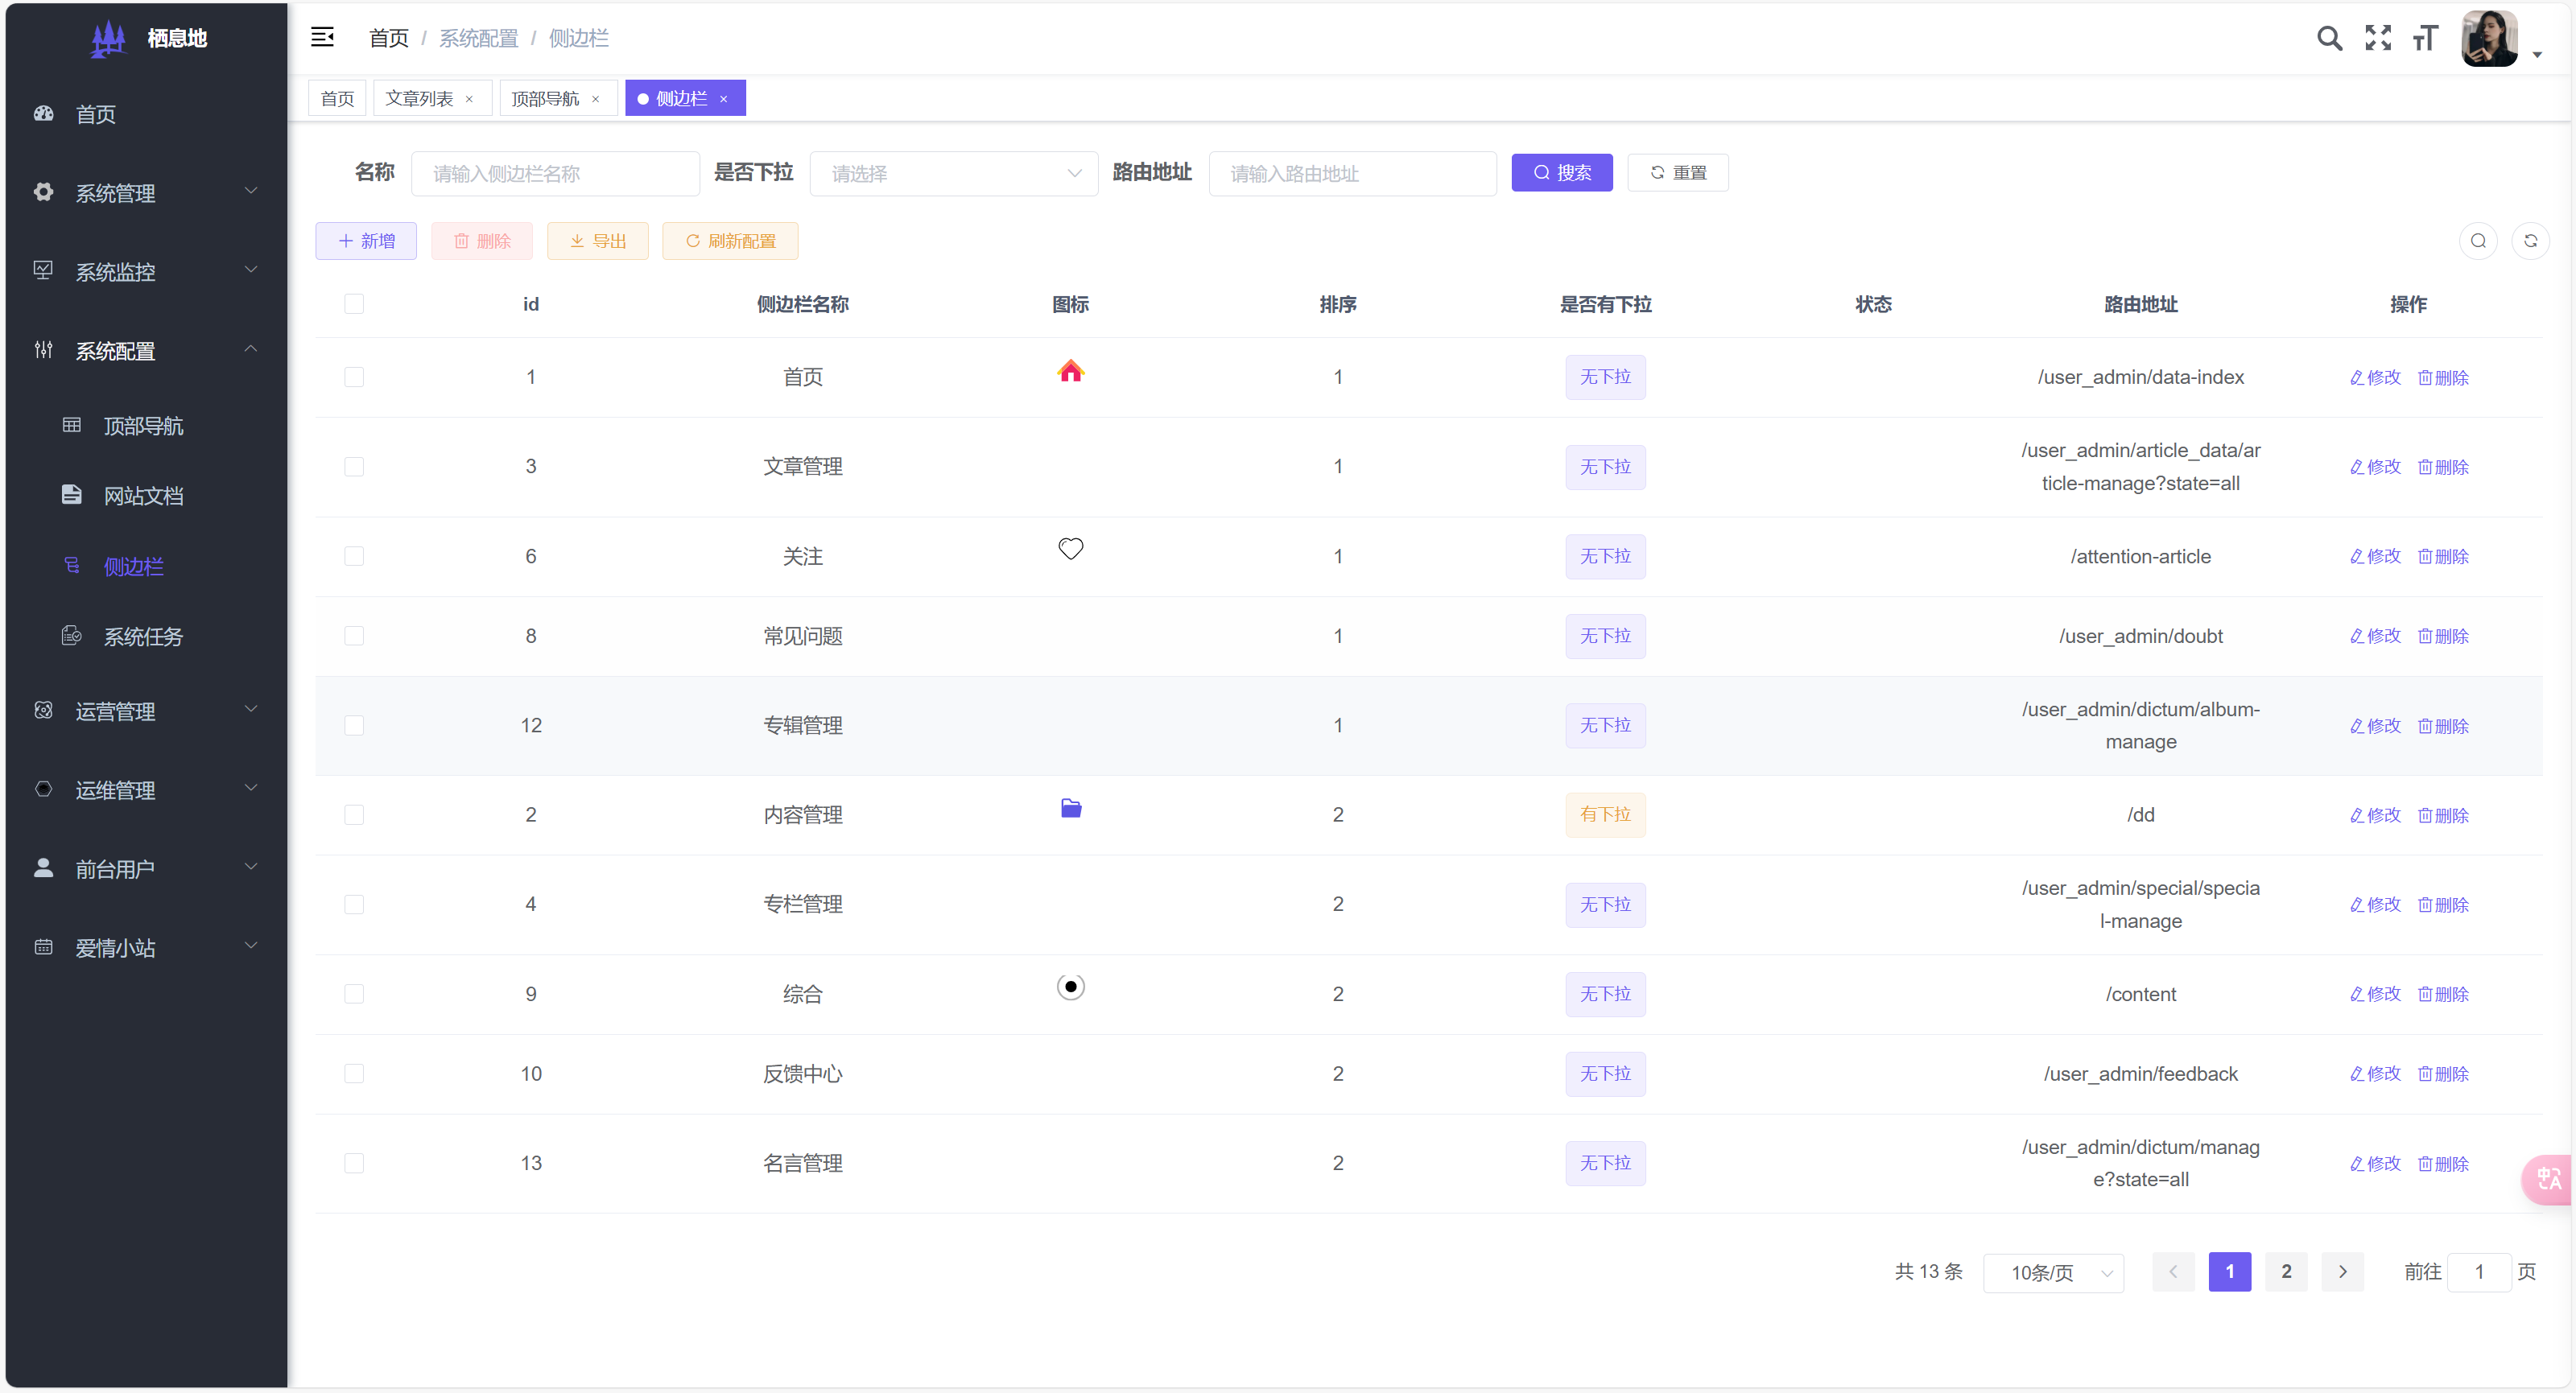 栖息地
首页
系统管理
系统监控
系统配置
顶部导航
网站文档
侧边栏
系统任务
运营管理
运维管理
前台用户
爱情小站
首页 / 系统配置 / 侧边栏
首页 文章列表 × 顶部导航 × 侧边栏 ×
名称 请输入侧边栏名称 是否下拉 请选择 路由地址 请输入路由地址 搜索 重置
新增 删除 导出 刷新配置
id 侧边栏名称 图标 排序 是否有下拉 状态 路由地址 操作
1 首页 1 无下拉 /user_admin/data-index 修改 删除
3 文章管理 1 无下拉 /user_admin/article_data/ar
ticle-manage?state=all 修改 删除
6 关注 1 无下拉 /attention-article 修改 删除
8 常见问题 1 无下拉 /user_admin/doubt 修改 删除
12 专辑管理 1 无下拉 /user_admin/dictum/album-
manage 修改 删除
2 内容管理 2 有下拉 /dd 修改 删除
4 专栏管理 2 无下拉 /user_admin/special/specia
l-manage 修改 删除
9 综合 2 无下拉 /content 修改 删除
10 反馈中心 2 无下拉 /user_admin/feedback 修改 删除
13 名言管理 2 无下拉 /user_admin/dictum/manag
e?state=all 修改 删除
共 13 条 10条/页 1 2 前往 1 页